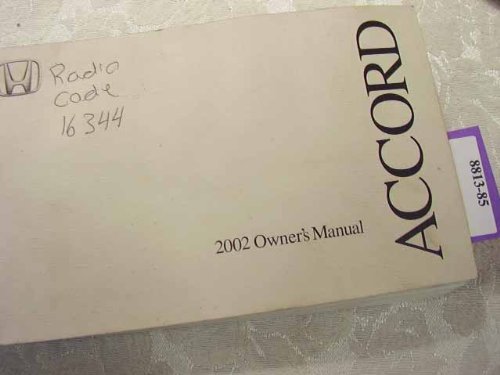 Radio
code
16344
ACCORD
2002 Owner's Manual
8813-85